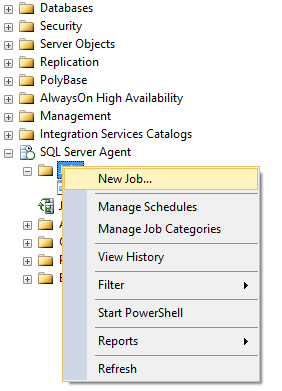 Databases
Security
Server Objects
Replication
PolyBase
AlwaysOn High Availability
Management
Integration Services Catalogs
SQL Server Agent
New Job...
Manage Schedules
Manage Job Categories
View History
Filter
Start PowerShell
Reports
Refresh